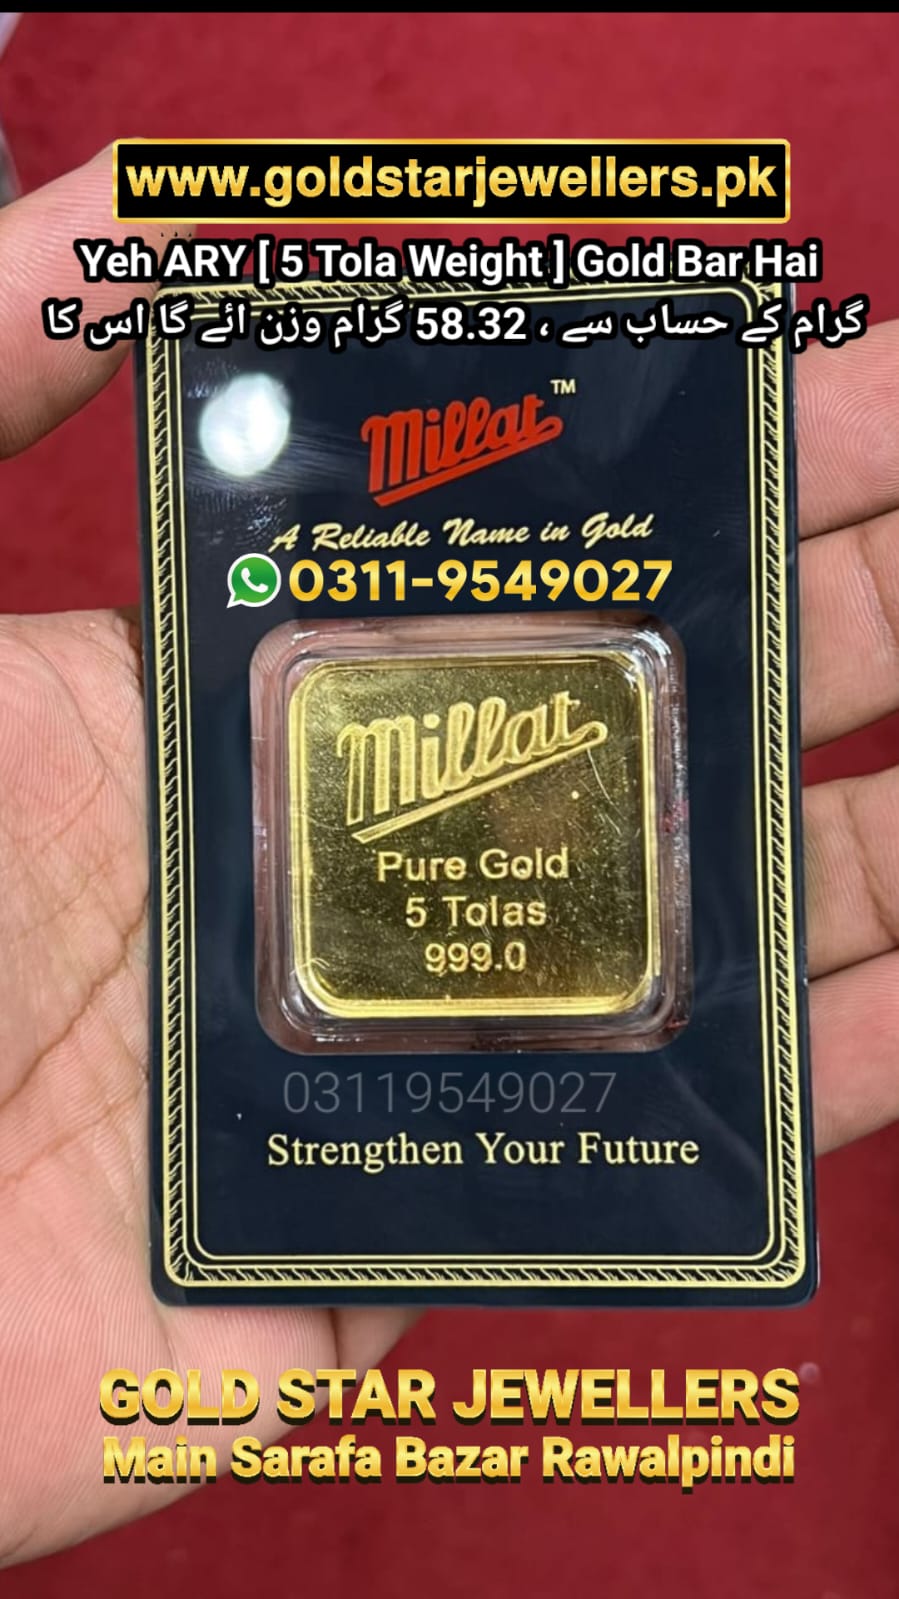 www.goldstarjewellers.pk
Yeh ARY [ 5 Tola Weight ] Gold Bar Hai
گرام کے حساب سے ، 58.32 گرام وزن ائے گا اس کا
Millat™
A Reliable Name in Gold
0311-9549027
Millat
Pure Gold
5 Tolas
999.0
03119549027
Strengthen Your Future
GOLD STAR JEWELLERS
Main Sarafa Bazar Rawalpindi